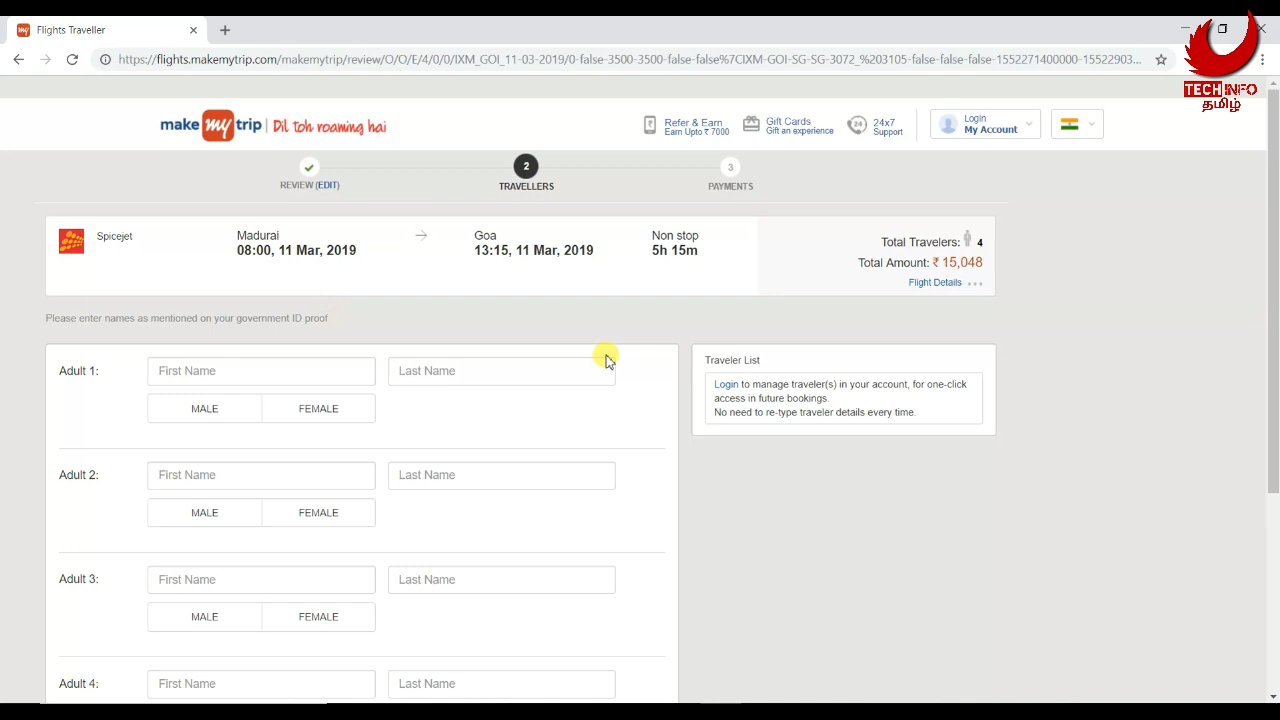 Flights Traveller
https://flights.makemytrip.com/makemytrip/review/O/O/E/4/0/0/IXM_GOI_11-03-2019-0-false-3500-3500-false-false%7CIXM-GOI-SG-SG-3072_%203105-false-false-false-1552271400000-15522903...
TECH INFO
தமிழ்
make my trip | Dil toh roaming hai
Refer & Earn
Earn Upto ₹ 7000
Gift Cards
Gift an experience
24
24x7
Support
Login
My Account
2
3
REVIEW (EDIT)
TRAVELLERS
PAYMENTS
Spicejet
Madurai
08:00, 11 Mar, 2019
Goa
13:15, 11 Mar, 2019
Non stop
5h 15m
Total Travelers: 4
Total Amount: ₹ 15,048
Flight Details
Please enter names as mentioned on your government ID proof
Adult 1: First Name Last Name
MALE FEMALE
Traveler List
Login to manage traveler(s) in your account, for one-click
access in future bookings.
No need to re-type traveler details every time.
Adult 2: First Name Last Name
MALE FEMALE
Adult 3: First Name Last Name
MALE FEMALE
Adult 4: First Name Last Name